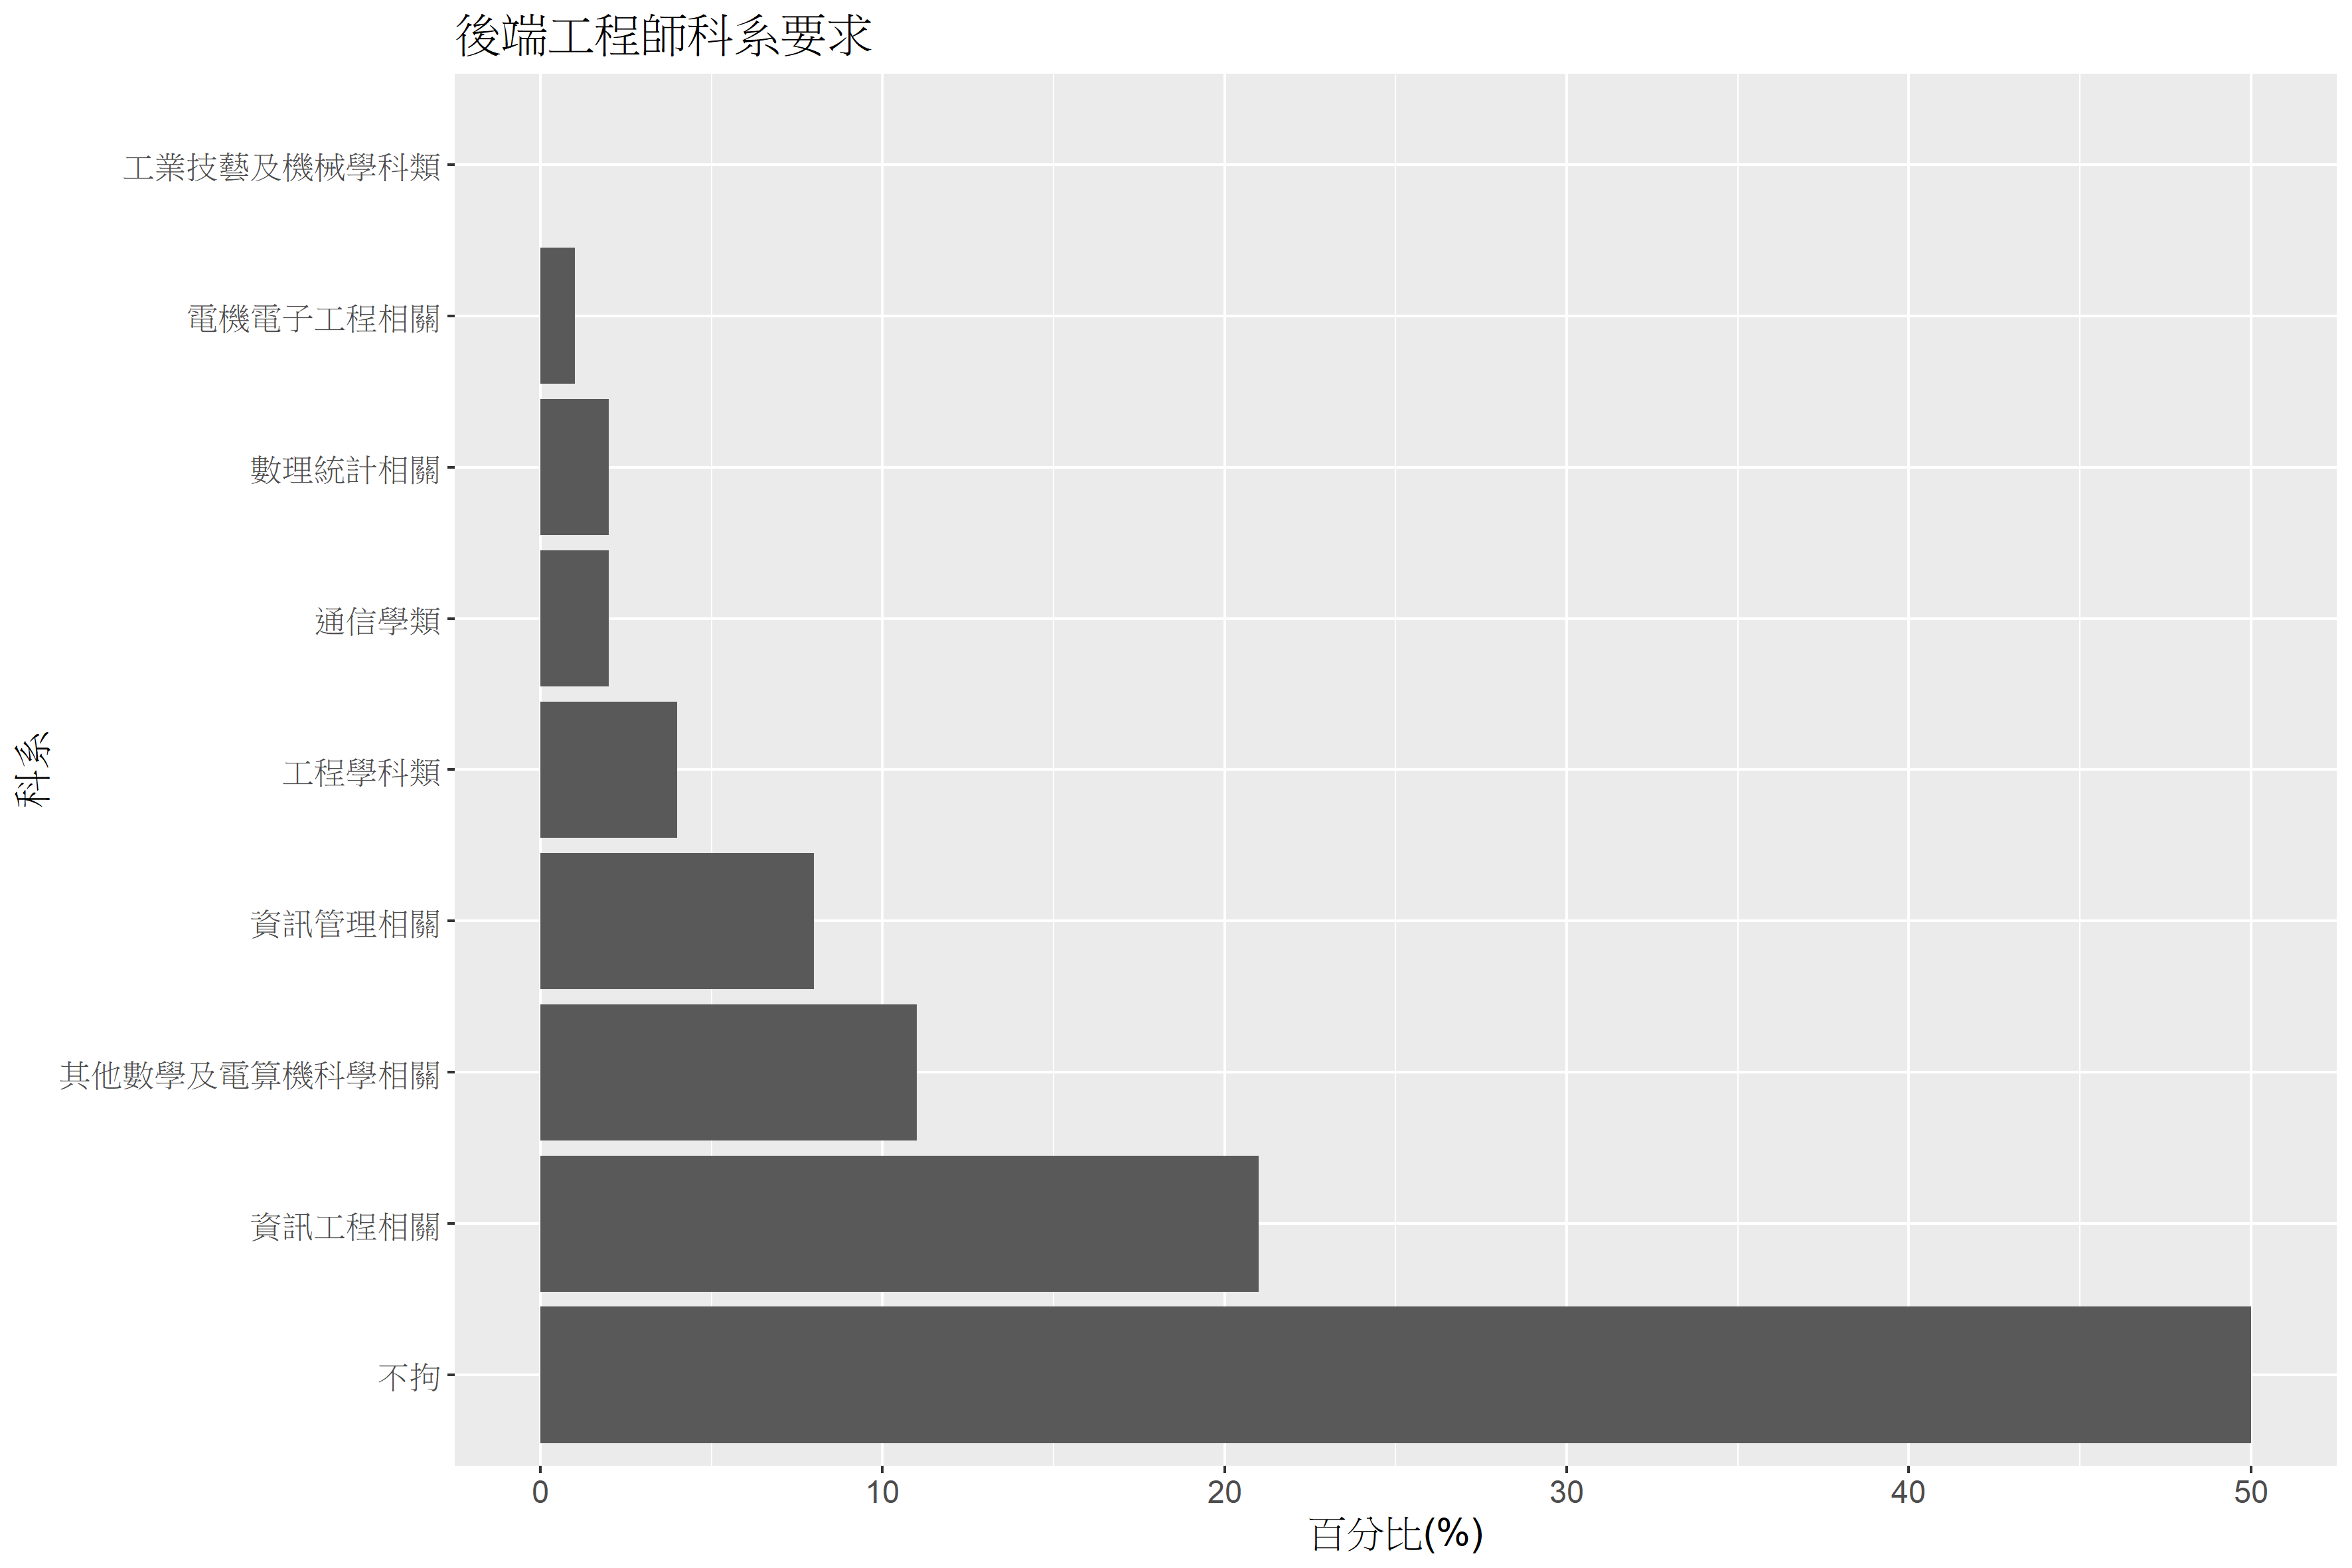 後端工程師科系要求
科系
工業技藝及機械學科類
電機電子工程相關
數理統計相關
通信學類
工程學科類
資訊管理相關
其他數學及電算機科學相關
資訊工程相關
不拘
0 10 20 30 40 50
百分比(%)